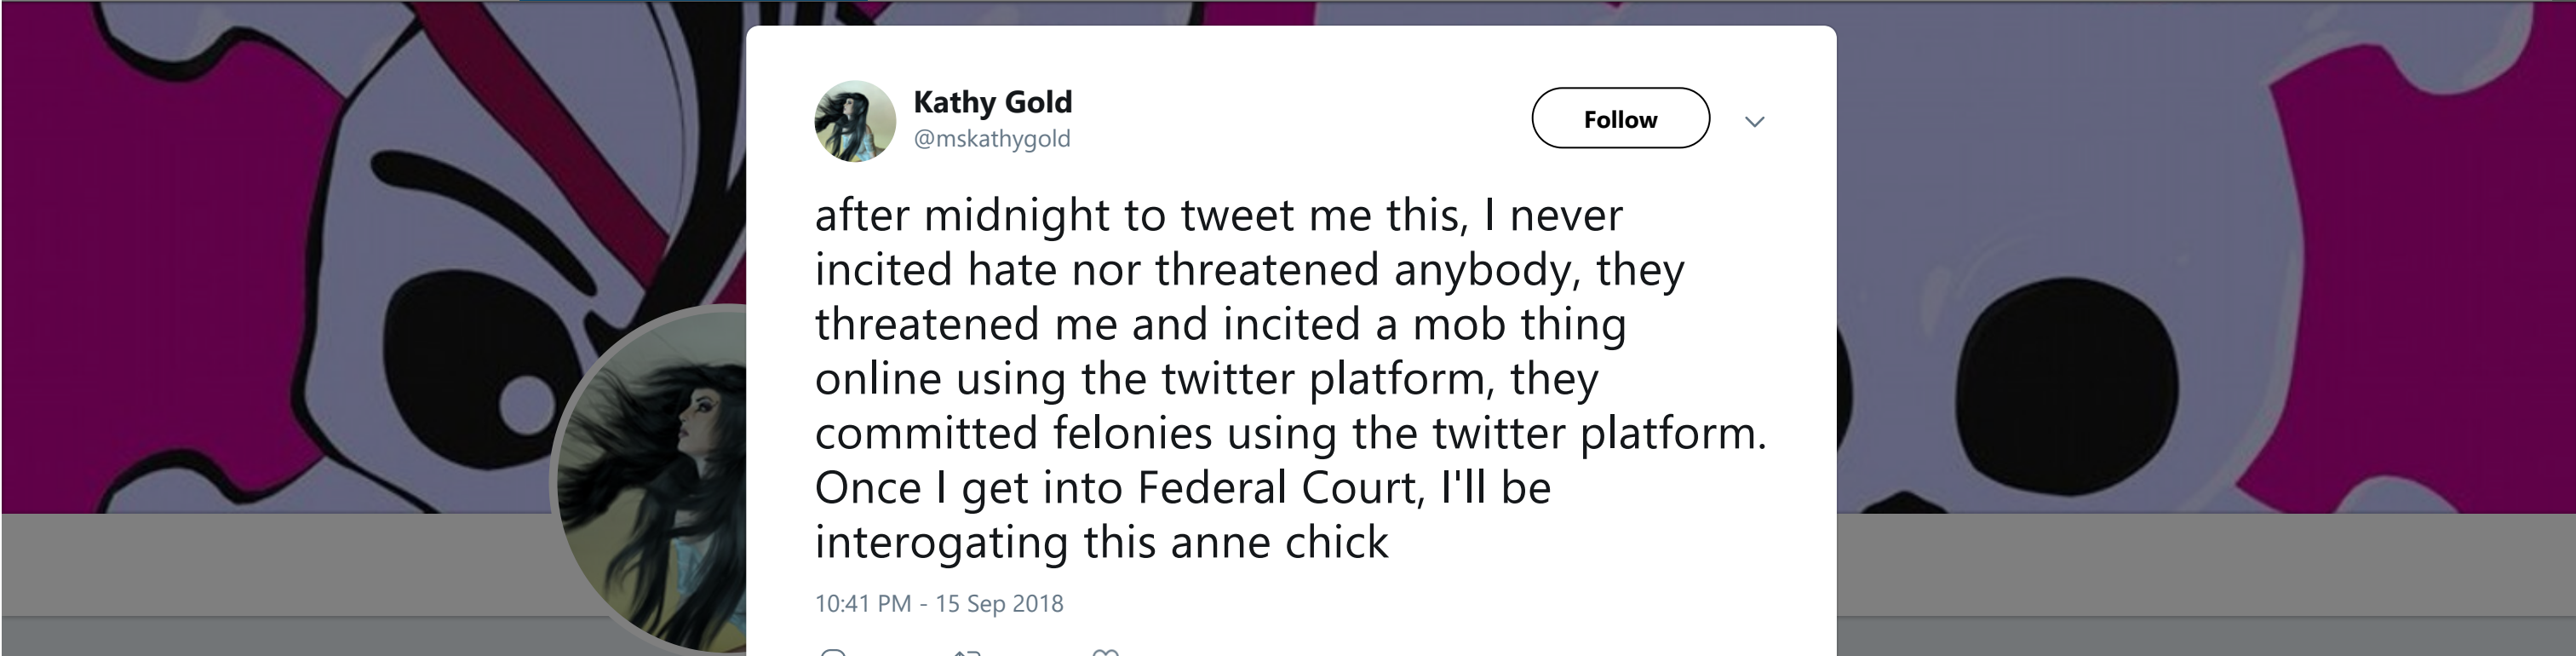 Kathy Gold
@mskathygold
Follow
after midnight to tweet me this, I never
incited hate nor threatened anybody, they
threatened me and incited a mob thing
online using the twitter platform, they
committed felonies using the twitter platform.
Once I get into Federal Court, I'll be
interogating this anne chick
10:41 PM - 15 Sep 2018